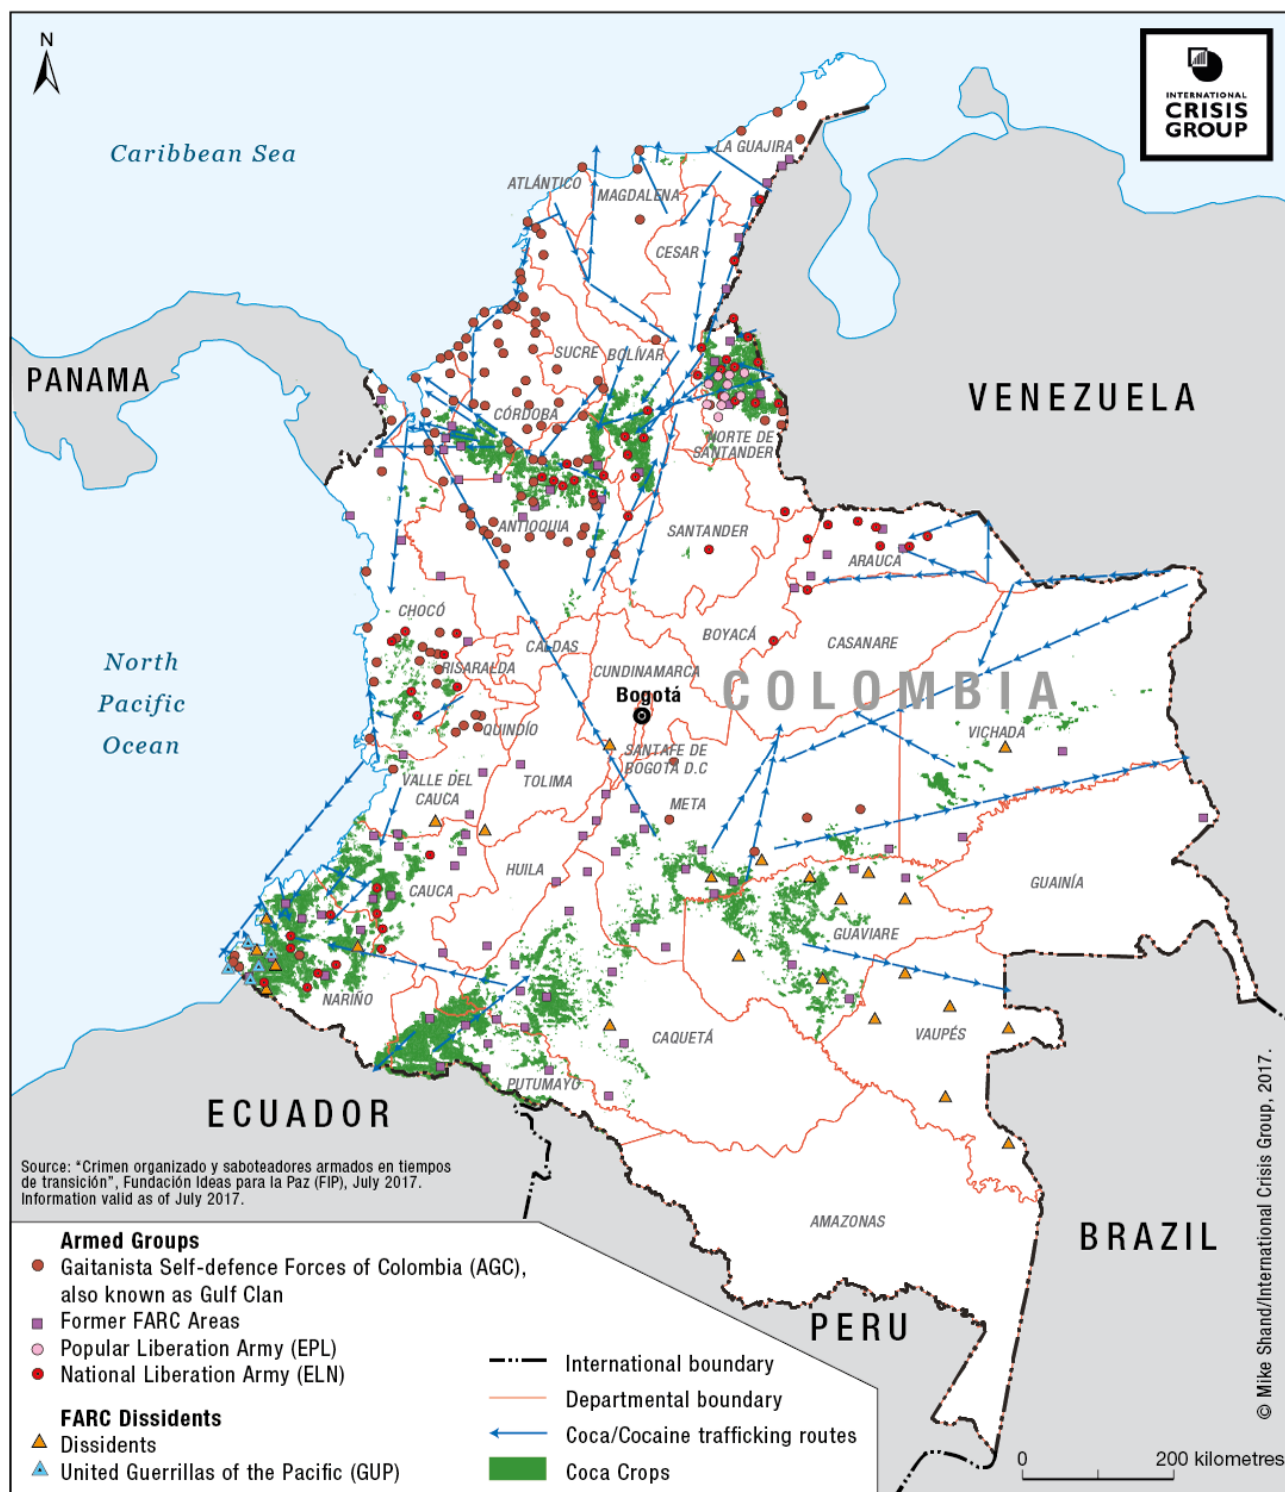 N
INTERNATIONAL
CRISIS
GROUP
Caribbean Sea
LA GUAJIRA
ATLÁNTICO
MAGDALENA
CESAR
PANAMA
SUCRE
BOLÍVAR
VENEZUELA
CÓRDOBA
NORTE DE
SANTANDER
ANTIOQUIA
SANTANDER
ARAUCA
CHOCÓ
BOYACÁ
CASANARE
CALDAS
RISARALDA
CUNDINAMARCA
North
Pacific
Ocean
Bogotá
COLOMBIA
QUINDÍO
VICHADA
SANTAFE DE
BOGOTA D.C
VALLE DEL
CAUCA
TOLIMA
META
HUILA
CAUCA
GUAINÍA
GUAVIARE
NARIÑO
CAQUETÁ
VAUPÉS
PUTUMAYO
ECUADOR
AMAZONAS
BRAZIL
PERU
Source: “Crimen organizado y saboteadores armados en tiempos
de transición”, Fundación Ideas para la Paz (FIP), July 2017.
Information valid as of July 2017.
Armed Groups
Gaitanista Self-defence Forces of Colombia (AGC),
also known as Gulf Clan
Former FARC Areas
Popular Liberation Army (EPL)
National Liberation Army (ELN)
FARC Dissidents
Dissidents
United Guerrillas of the Pacific (GUP)
International boundary
Departmental boundary
Coca/Cocaine trafficking routes
Coca Crops
0
200 kilometres
© Mike Shand/International Crisis Group, 2017.